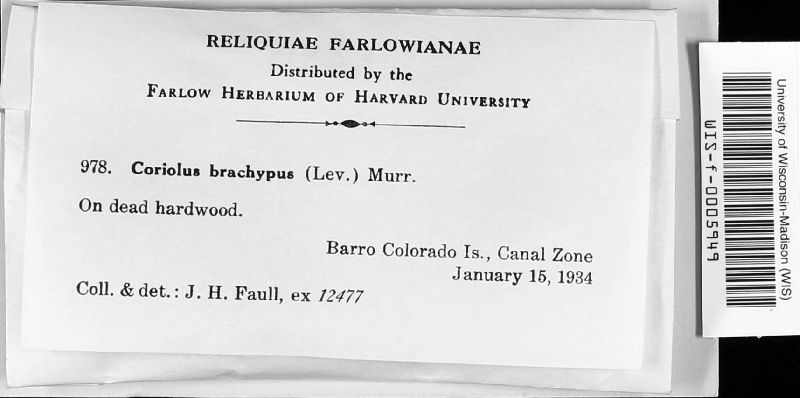 RELIQUIAE FARLOWIANAE
Distributed by the
FARLOW HERBARIUM OF HARVARD UNIVERSITY
978. Coriolus brachypus (Lev.) Murr.
On dead hardwood.
Barro Colorado Is., Canal Zone
January 15, 1934
Coll. & det.: J. H. Faull, ex 12477
University of Wisconsin-Madison (WIS)
WIS-f-0005949